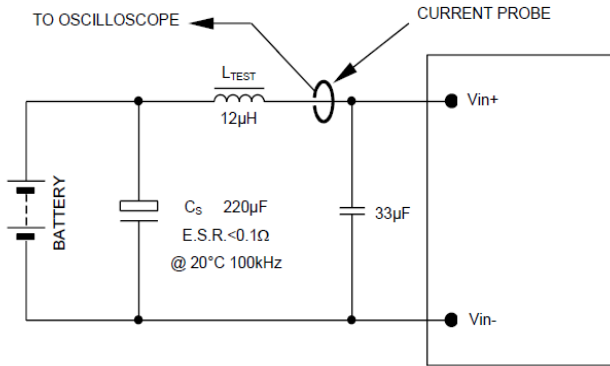 TO OSCILLOSCOPE
CURRENT PROBE
LTEST
12µH
Vin+
BATTERY
CS 220µF
E.S.R.<0.1Ω
@ 20°C 100kHz
33µF
Vin-